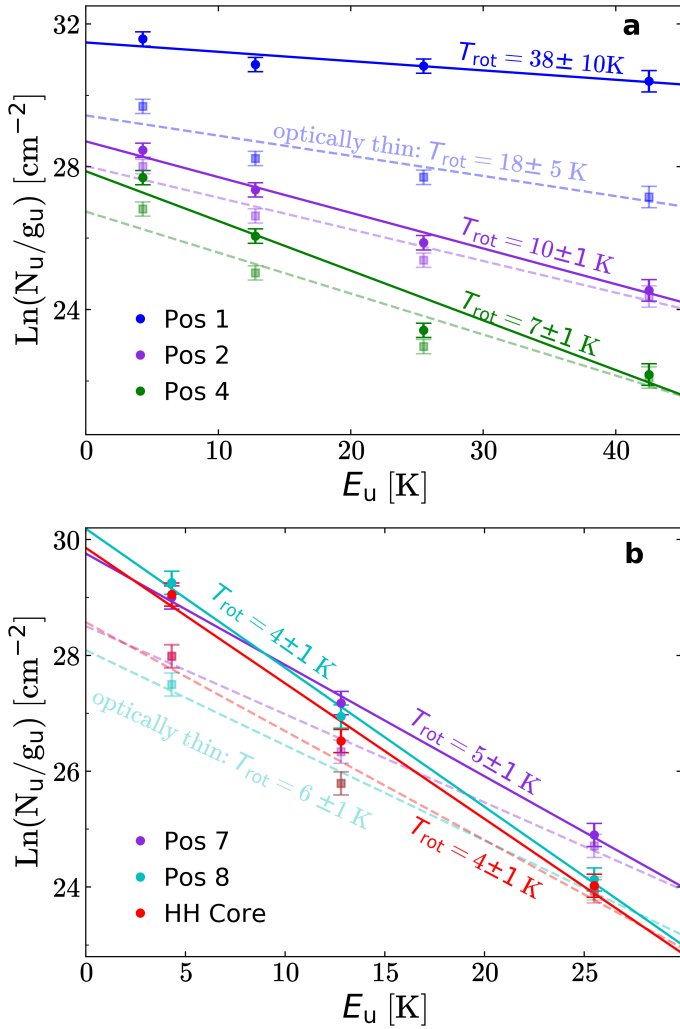 a
32
28
24
Ln(Nu/gu) [cm−2]
Trot = 38± 10K
optically thin: Trot = 18± 5 K
Trot = 10±1 K
Trot = 7±1 K
Pos 1
Pos 2
Pos 4
0 10 20 30 40
Eu [K]
b
30
28
26
24
Ln(Nu/gu) [cm−2]
Trot = 4±1 K
optically thin: Trot = 6 ±1 K
Trot = 5±1 K
Trot = 4±1 K
Pos 7
Pos 8
HH Core
0 5 10 15 20 25
Eu [K]